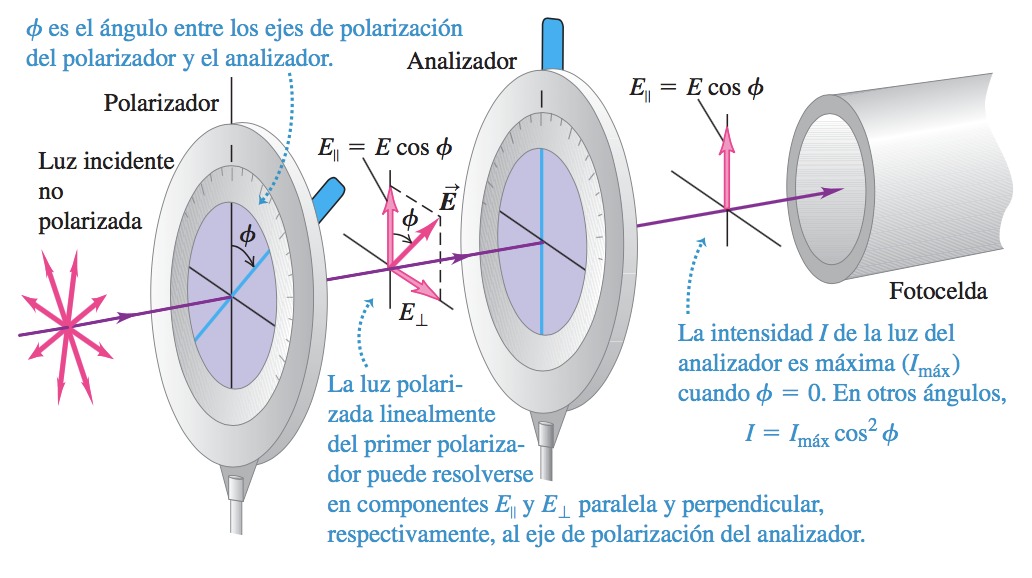 ϕ es el ángulo entre los ejes de polarización
del polarizador y el analizador.
Analizador
Polarizador
E∥ = E cos ϕ
Luz incidente
no
polarizada
E∥ = E cos ϕ
E⃗
ϕ
ϕ
E⊥
Fotocelda
La intensidad I de la luz del
analizador es máxima (Imáx)
cuando ϕ = 0. En otros ángulos,
I = Imáx cos² ϕ
La luz polari-
zada linealmente
del primer polariza-
dor puede resolverse
en componentes E∥ y E⊥ paralela y perpendicular,
respectivamente, al eje de polarización del analizador.